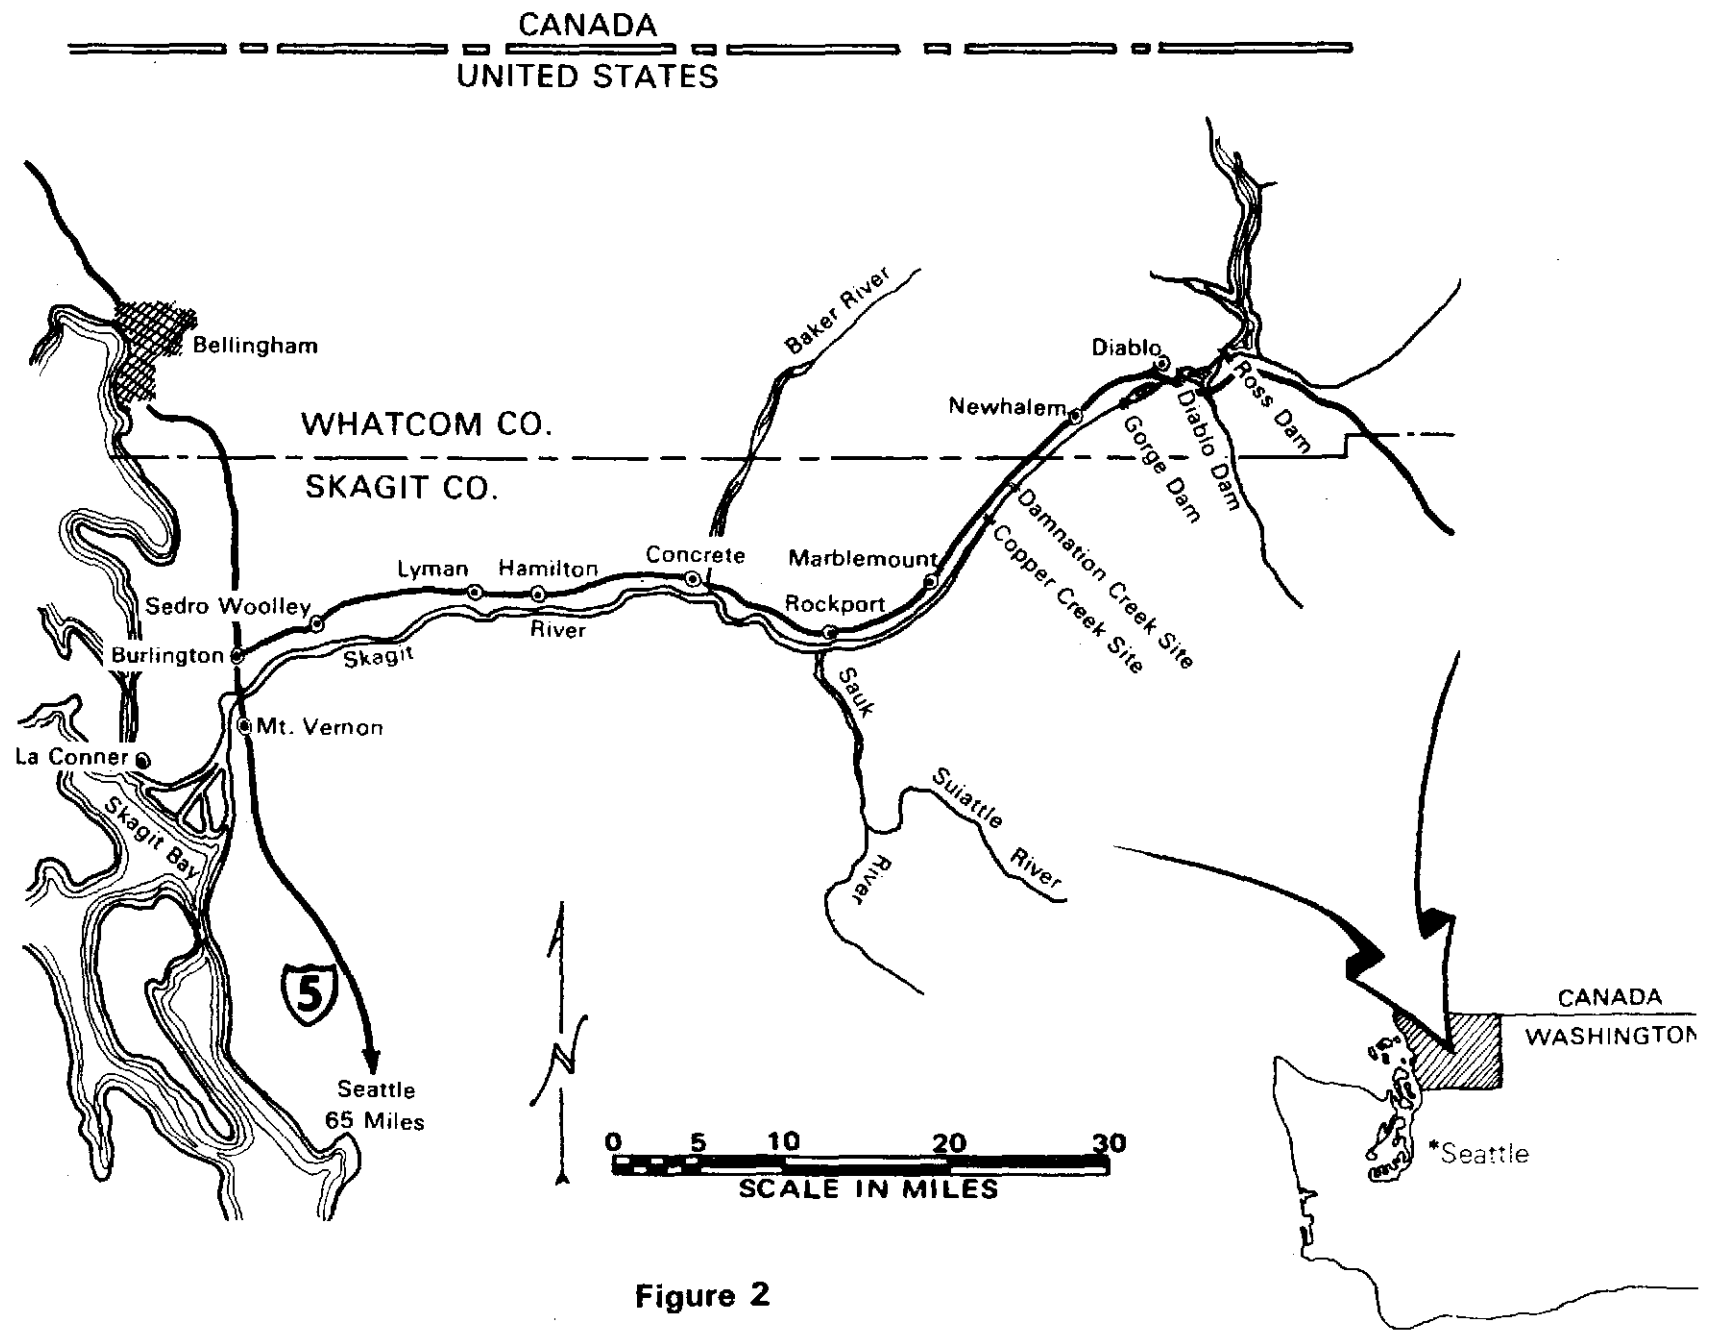 CANADA
UNITED STATES
Bellingham
Baker River
Diablo
Ross Dam
Newhalem
Diablo Dam
Gorge Dam
WHATCOM CO.
SKAGIT CO.
Damnation Creek Site
Copper Creek Site
Concrete
Marblemount
Lyman
Hamilton
Sedro Woolley
Rockport
River
Burlington
Skagit
Sauk
Mt. Vernon
La Conner
Skagit Bay
Suiattle
River
River
5
N
CANADA
WASHINGTON
Seattle
65 Miles
0 5 10 20 30
SCALE IN MILES
*Seattle
Figure 2